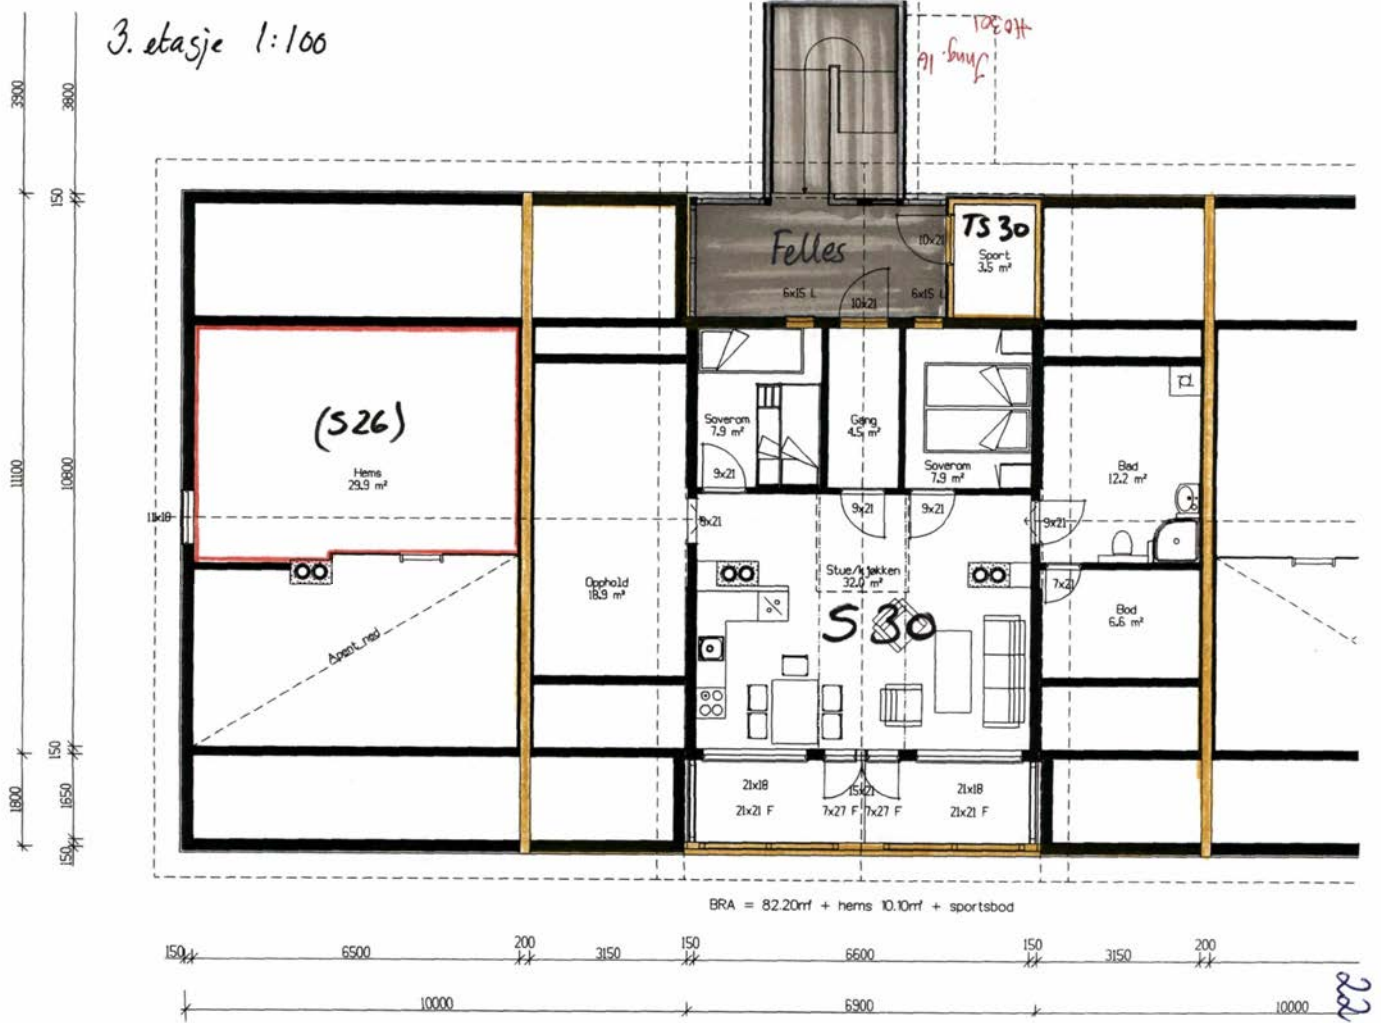 3. etasje 1:100
Inng. 16
H0301
3900
3800
150
11100
10800
150
1800
1650
150
Felles
TS 30
Sport
3.5 m²
10x21
6x15 L
10x21
6x15 L
(S26)
Hems
29.9 m²
11x18
Soverom
7.9 m²
9x21
Gang
4.5 m²
Soverom
7.9 m²
Bad
12.2 m²
9x21
9x21
9x21
9x21
Opphold
18.9 m²
Stue/kjøkken
32.0 m²
S 30
7x21
Bod
6.6 m²
Åpent ned
21x18
21x21 F
15x21
7x27 F
7x27 F
21x18
21x21 F
BRA = 82.20m² + hems 10.10m² + sportsbod
150
6500
200
3150
150
6600
150
3150
200
10000
6900
10000
22